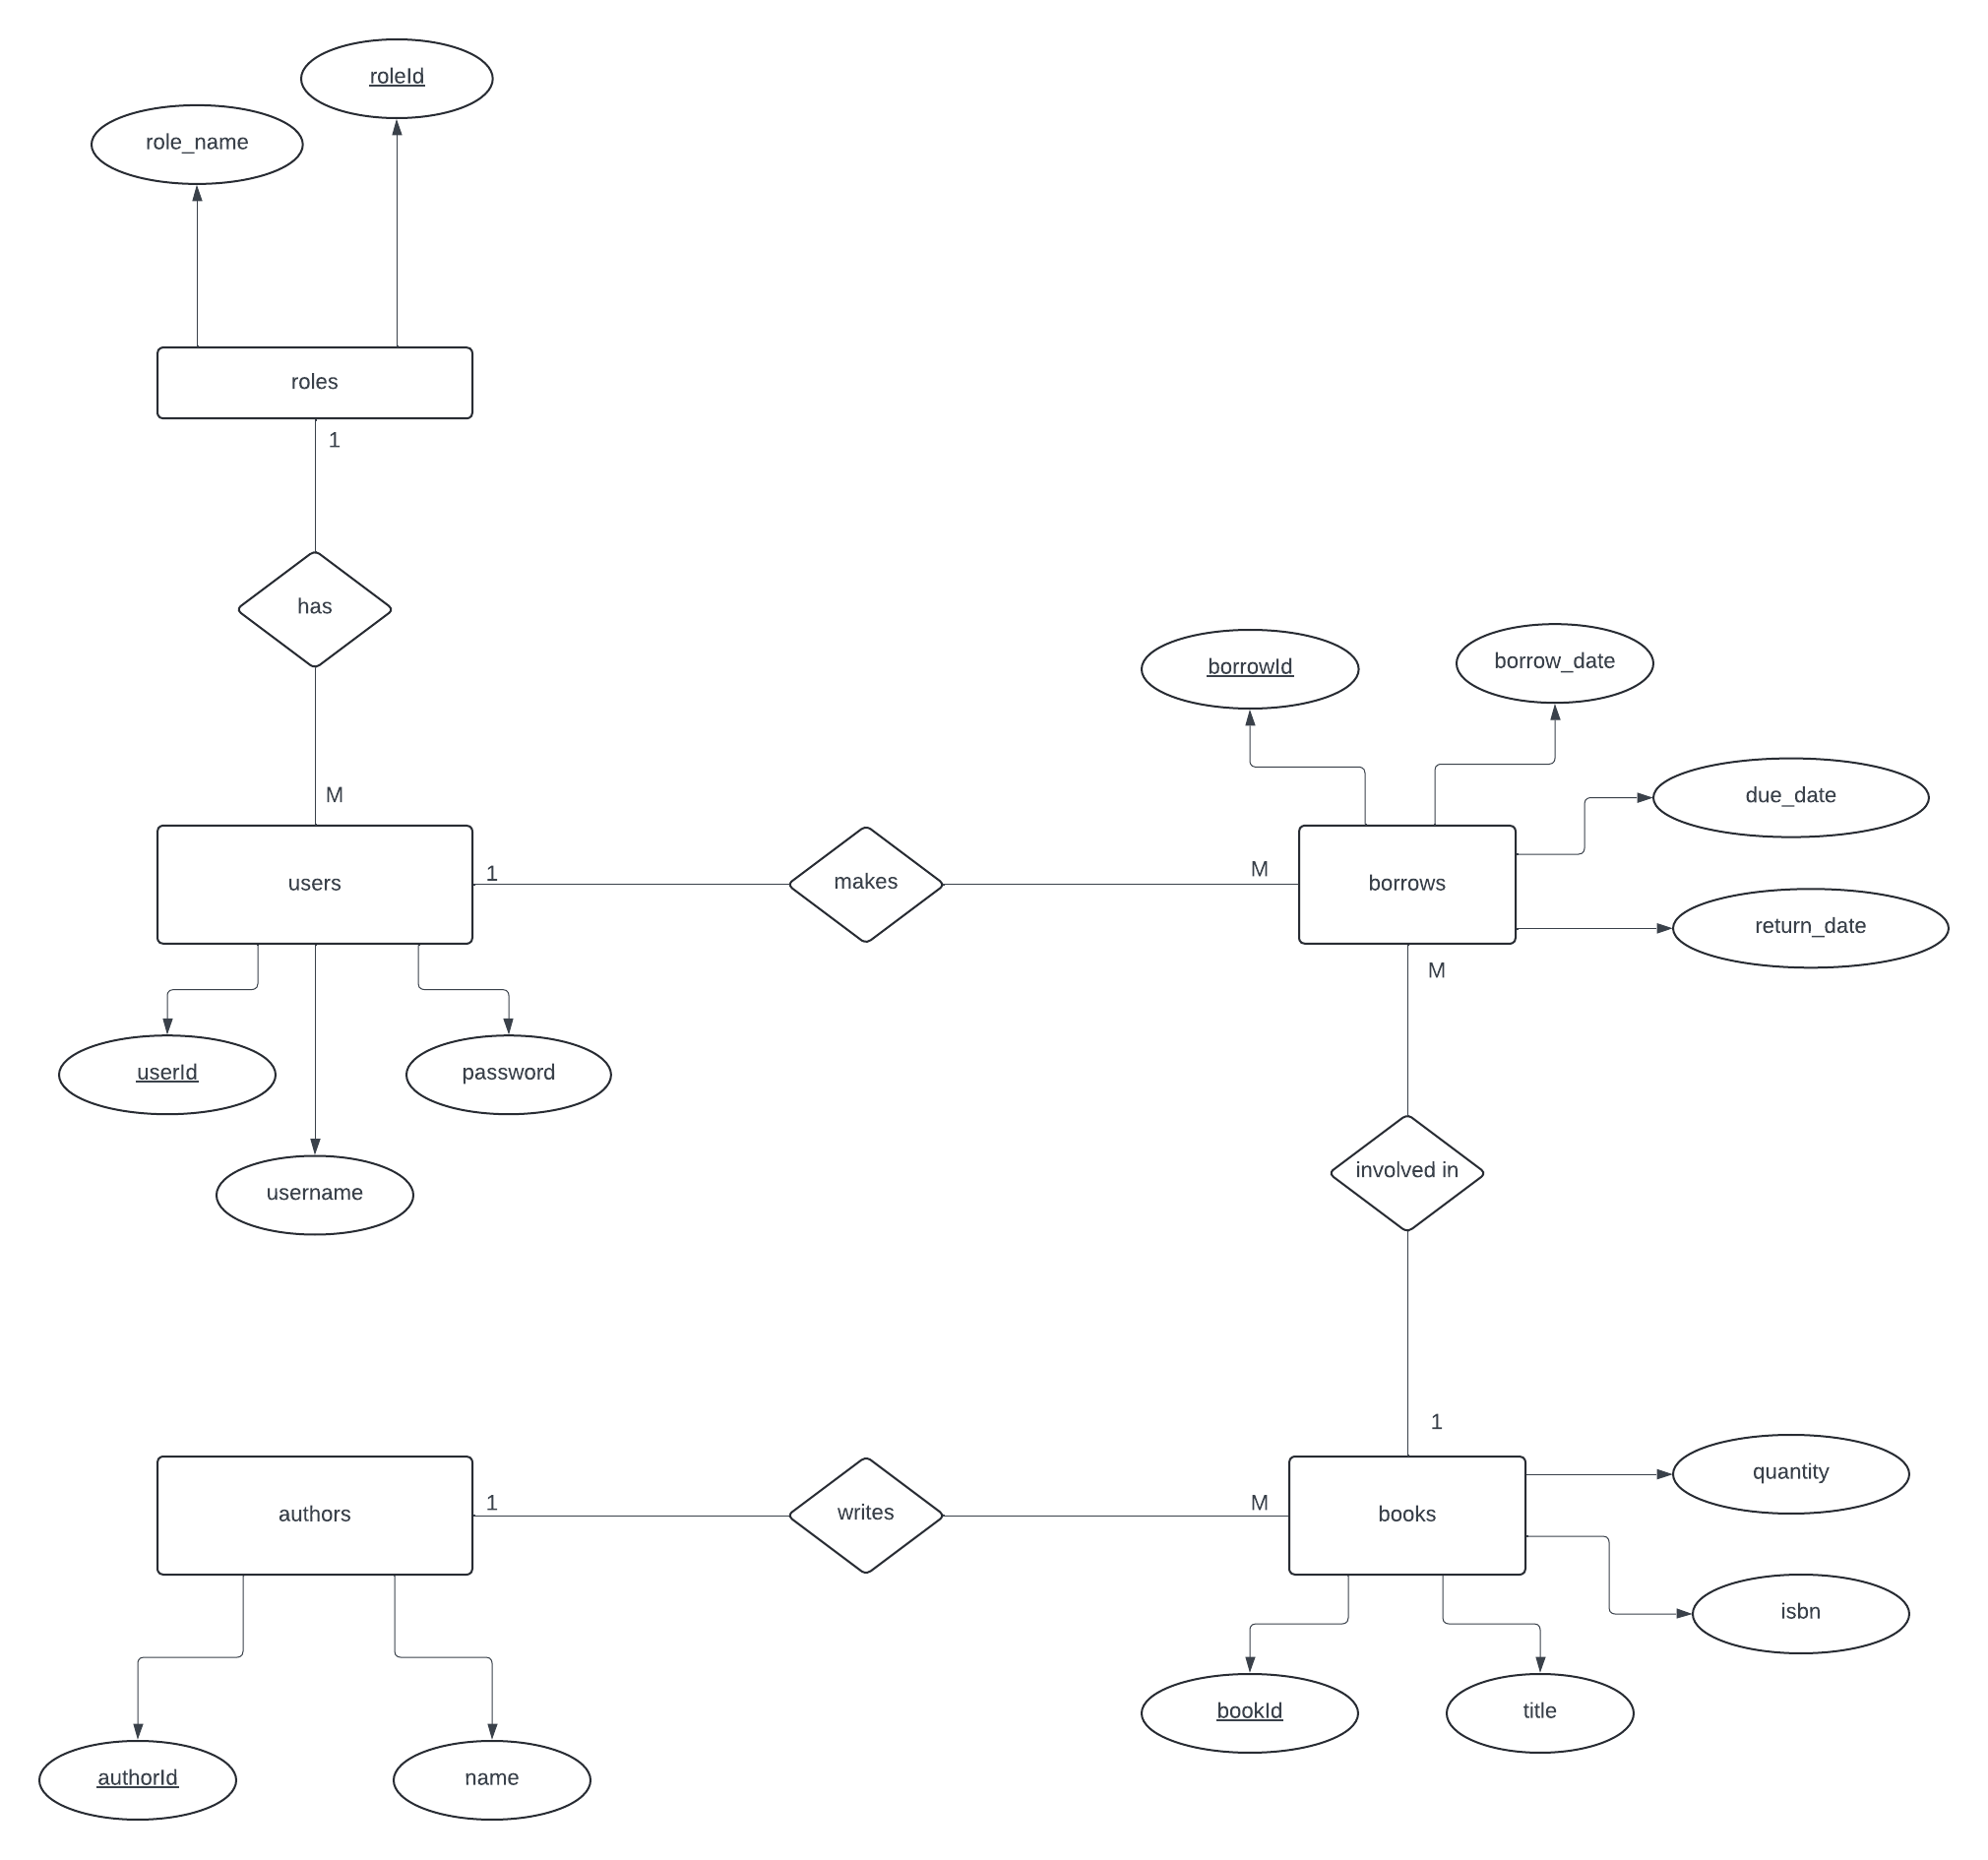 roleId
role_name
roles
1
has
borrowId
borrow_date
M
due_date
users
1
makes
M
borrows
return_date
M
userId
password
username
involved in
1
quantity
authors
1
writes
M
books
isbn
bookId
title
authorId
name